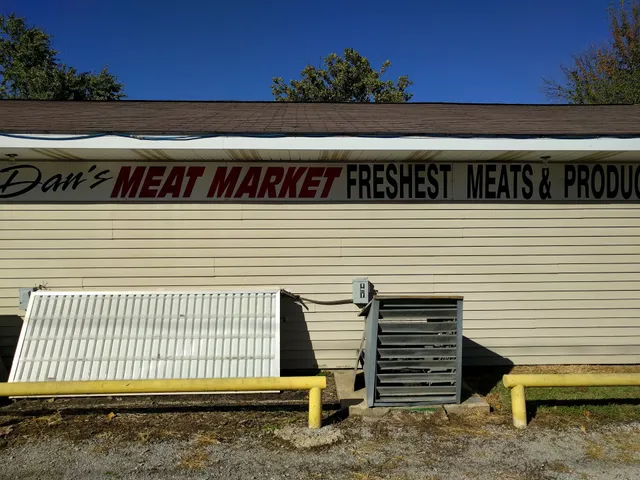 Dan's MEAT MARKET FRESHEST MEATS & PRODUC